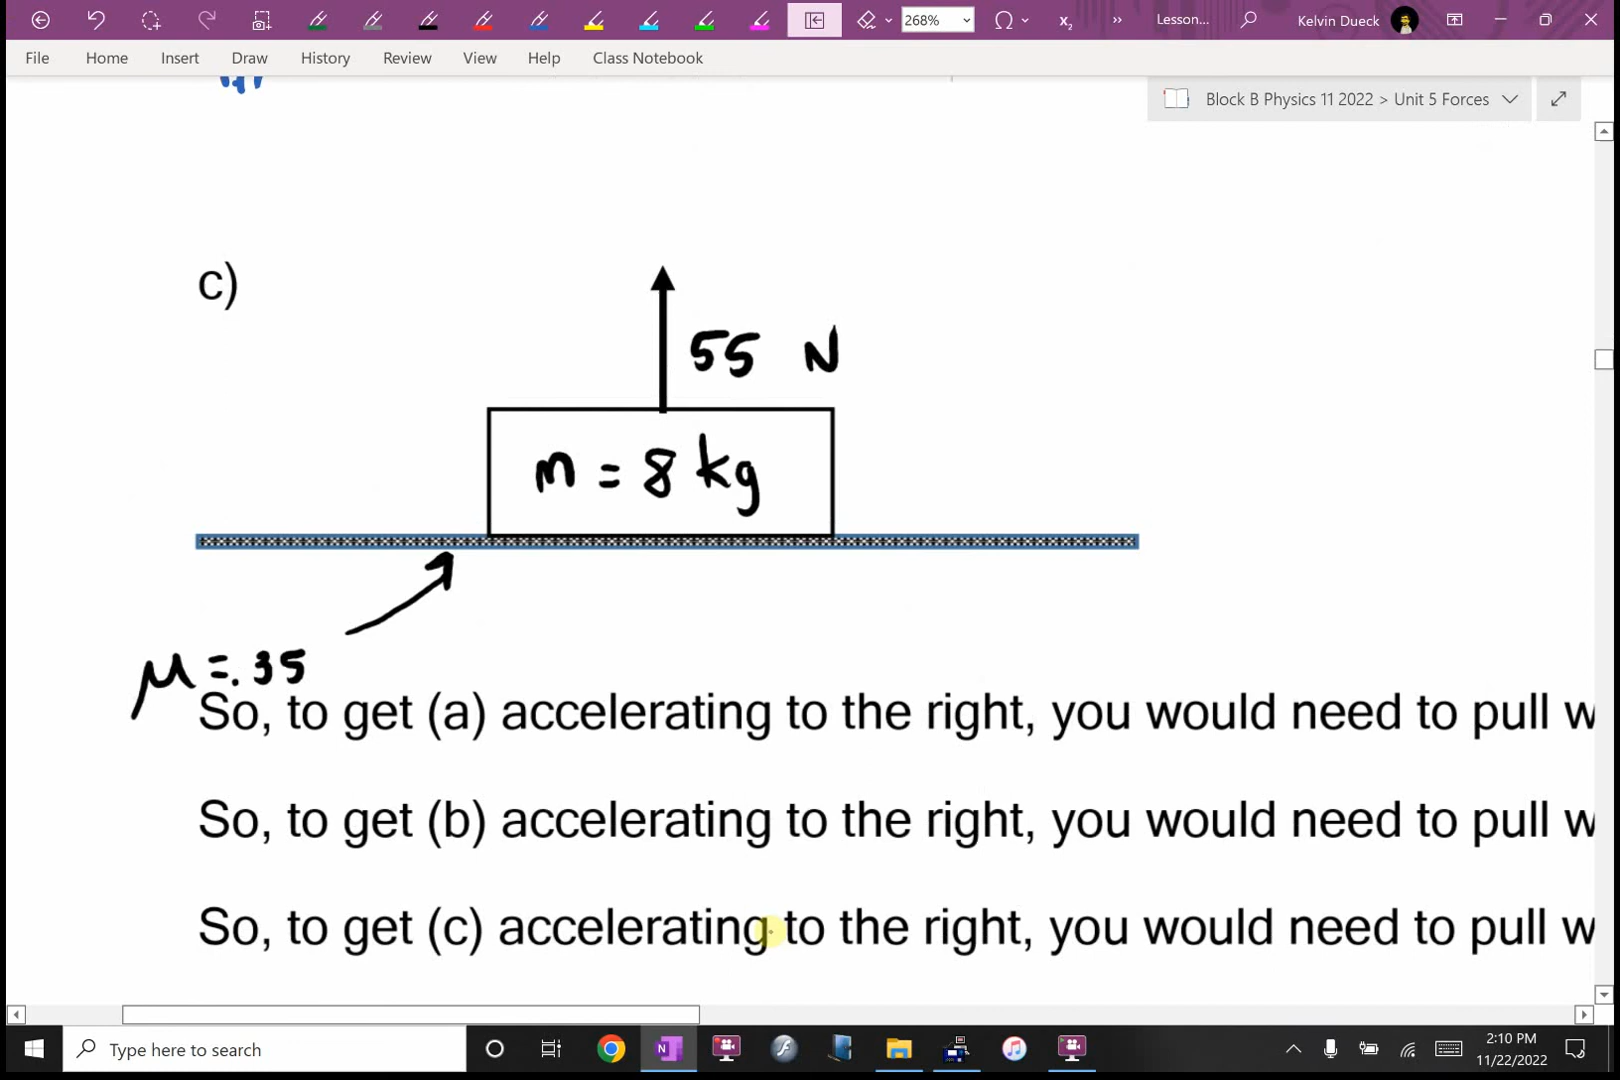 268%
Ω
x₂
Lesson...
Kelvin Dueck
File Home Insert Draw History Review View Help Class Notebook
Block B Physics 11 2022 > Unit 5 Forces
c)
55 N
m = 8 kg
μ = .35
So, to get (a) accelerating to the right, you would need to pull w
So, to get (b) accelerating to the right, you would need to pull w
So, to get (c) accelerating to the right, you would need to pull w
Type here to search
2:10 PM
11/22/2022